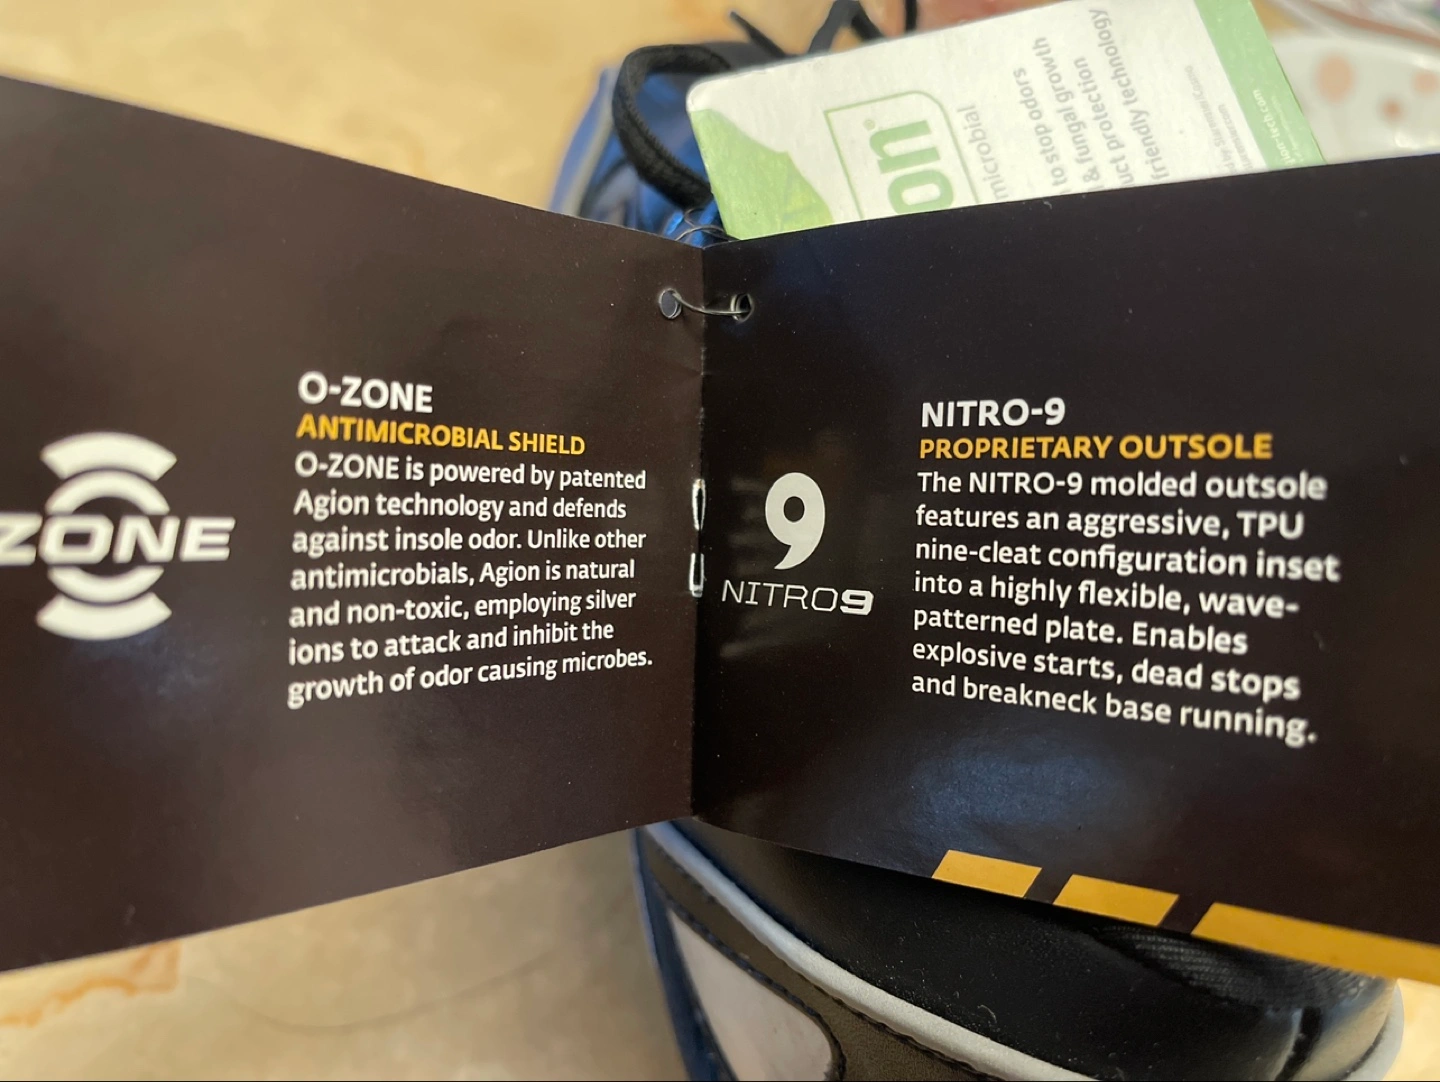 ZONE
O-ZONE
ANTIMICROBIAL SHIELD
O-ZONE is powered by patented
Agion technology and defends
against insole odor. Unlike other
antimicrobials, Agion is natural
and non-toxic, employing silver
ions to attack and inhibit the
growth of odor causing microbes.
9
NITRO9
NITRO-9
PROPRIETARY OUTSOLE
The NITRO-9 molded outsole
features an aggressive, TPU
nine-cleat configuration inset
into a highly flexible, wave-
patterned plate. Enables
explosive starts, dead stops
and breakneck base running.
on
microbial
to stop odors
& fungal growth
uct protection
friendly technology